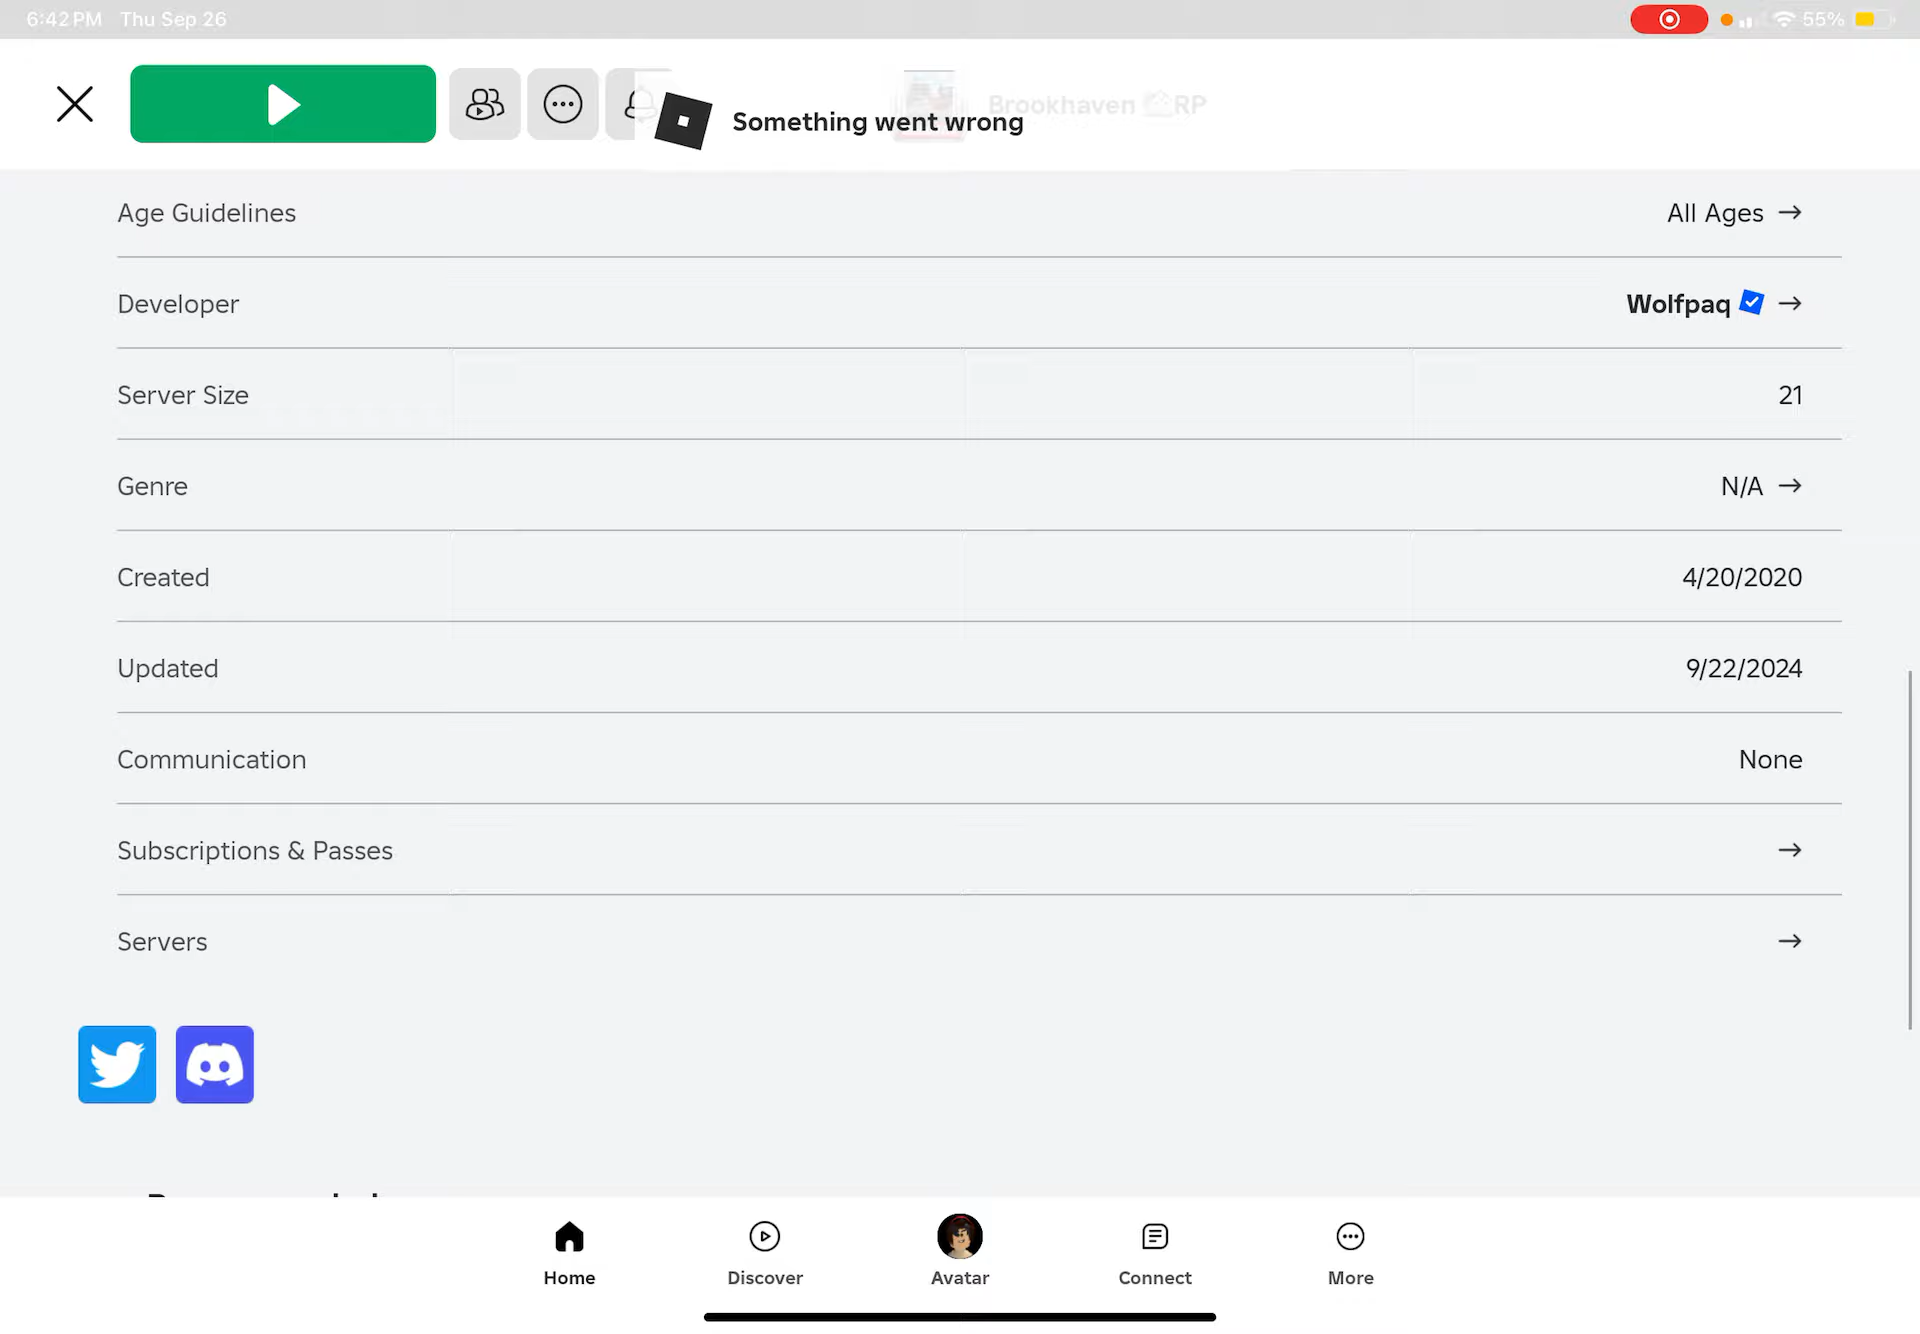 6:42 PM Thu Sep 26
55%
Brookhaven RP
Something went wrong
Age Guidelines
All Ages
Developer
Wolfpaq
Server Size
21
Genre
N/A
Created
4/20/2020
Updated
9/22/2024
Communication
None
Subscriptions & Passes
Servers
Home
Discover
Avatar
Connect
More